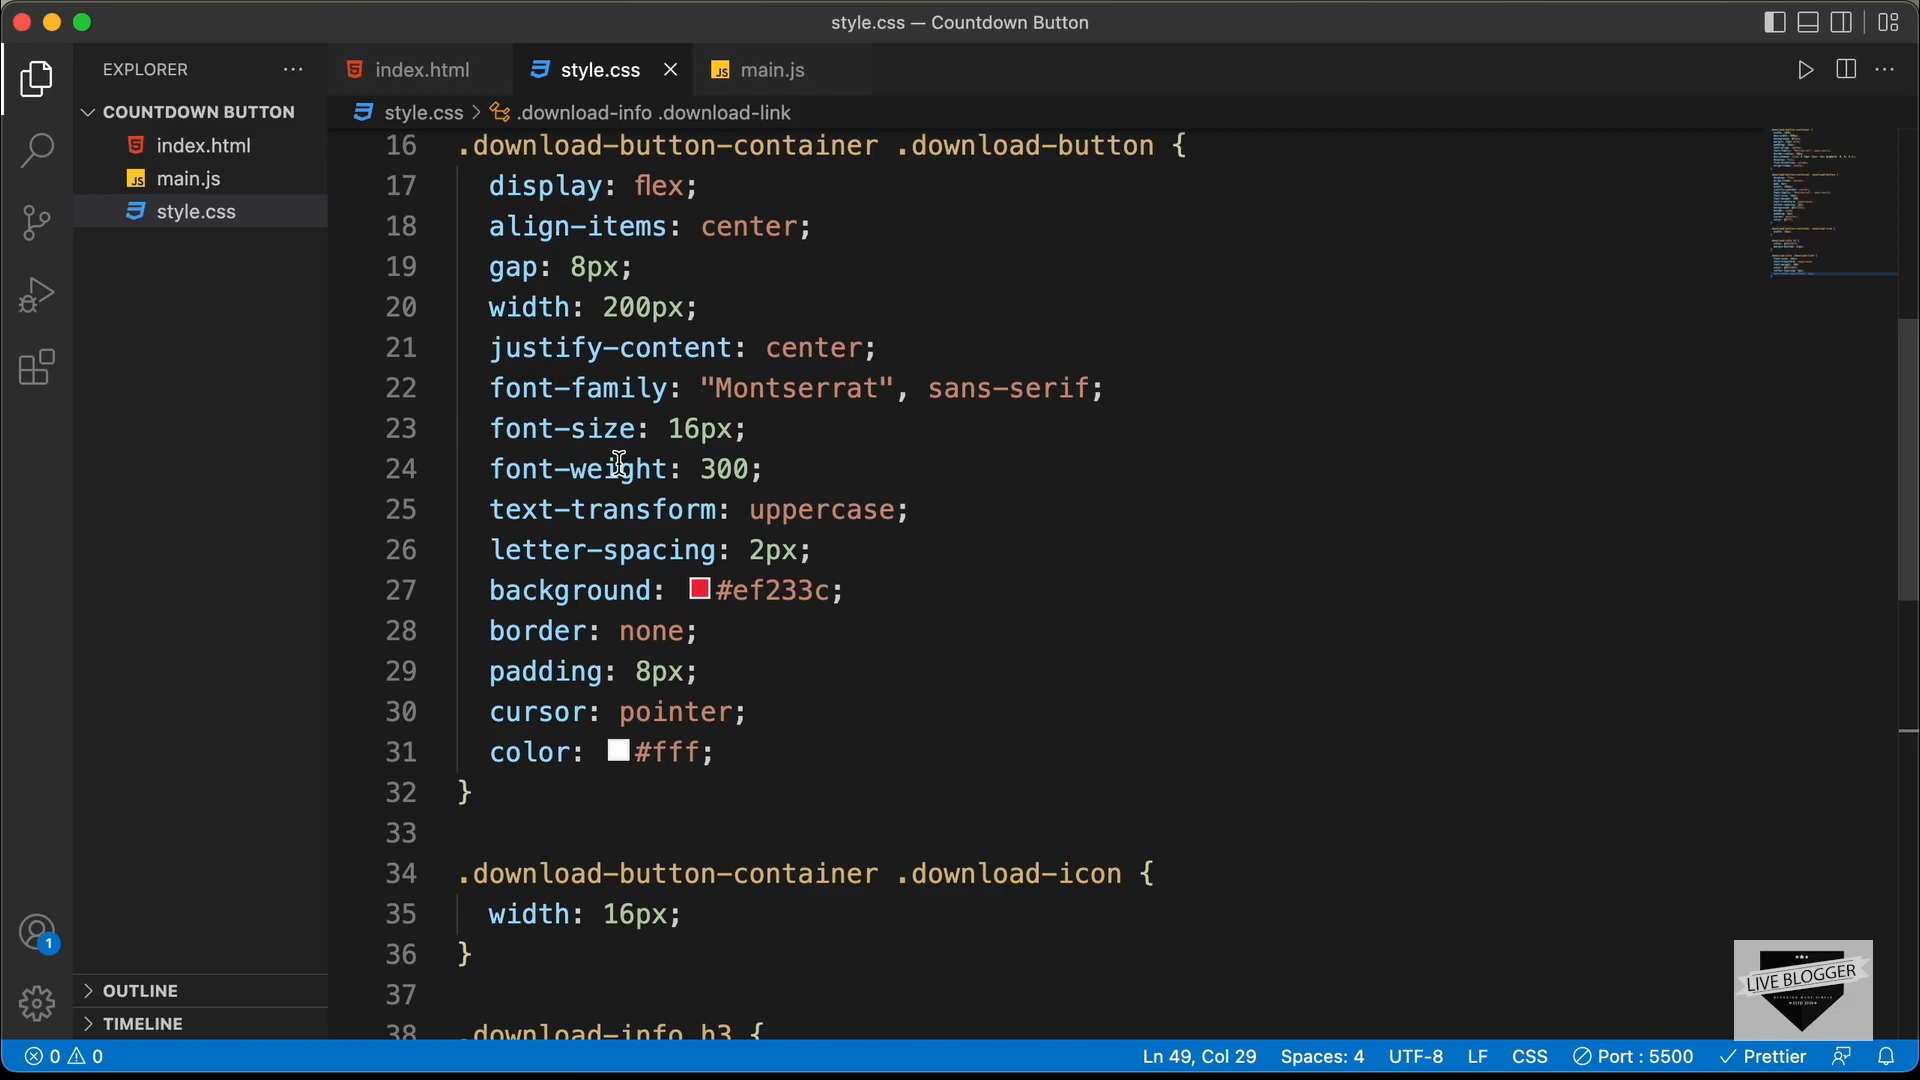 style.css — Countdown Button
EXPLORER
COUNTDOWN BUTTON
index.html
main.js
style.css
OUTLINE
TIMELINE
index.html
style.css
main.js
style.css > .download-info .download-link
16 .download-button-container .download-button {
17 display: flex;
18 align-items: center;
19 gap: 8px;
20 width: 200px;
21 justify-content: center;
22 font-family: "Montserrat", sans-serif;
23 font-size: 16px;
24 font-weight: 300;
25 text-transform: uppercase;
26 letter-spacing: 2px;
27 background: #ef233c;
28 border: none;
29 padding: 8px;
30 cursor: pointer;
31 color: #fff;
32 }
33
34 .download-button-container .download-icon {
35 width: 16px;
36 }
37
38 .download-info h3 {
1
LIVE BLOGGER
BLOGGING MADE SIMPLE
0 0
Ln 49, Col 29 Spaces: 4 UTF-8 LF CSS Port : 5500 Prettier